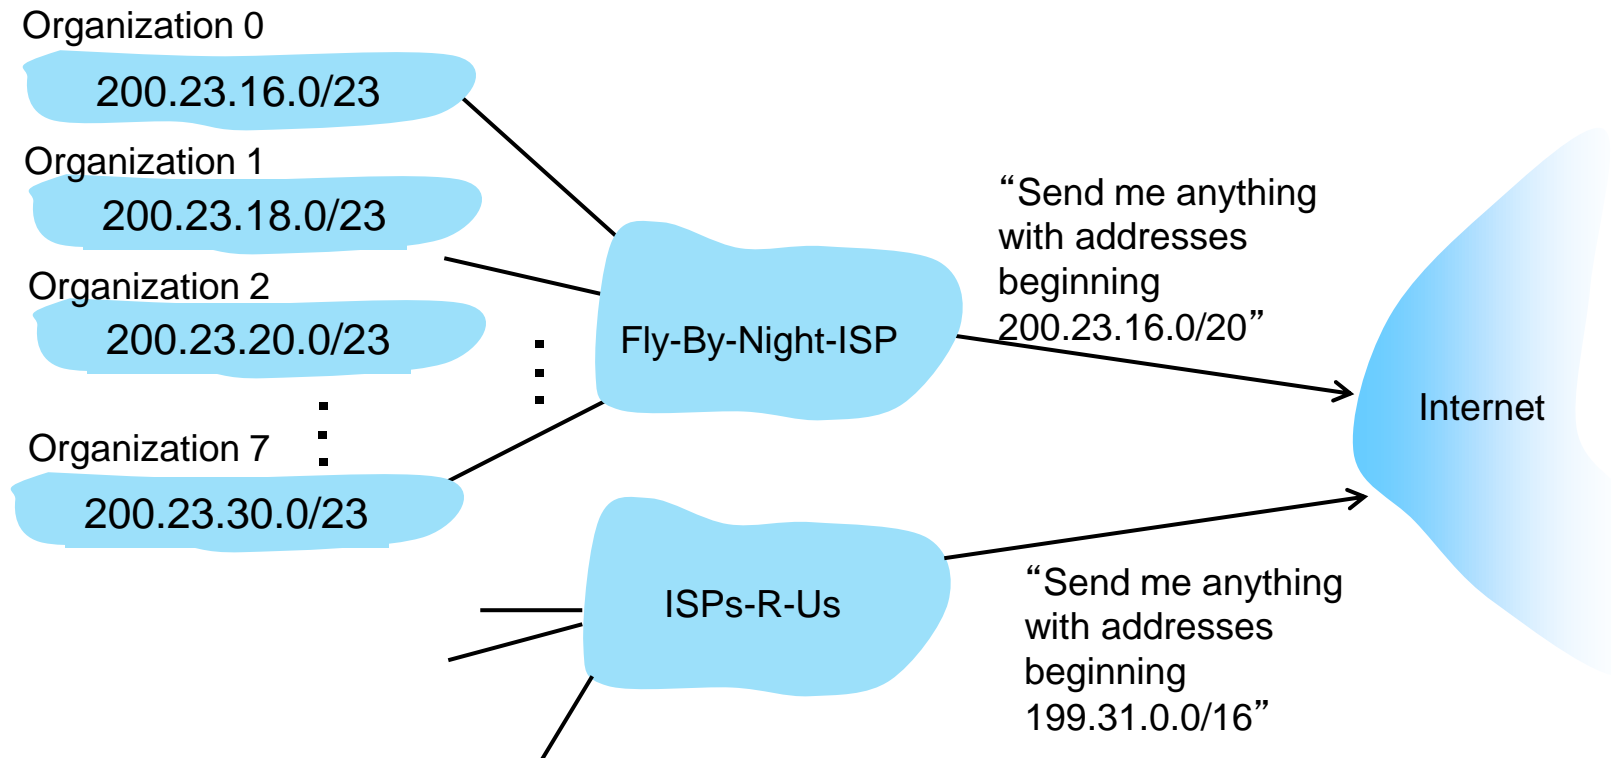 Organization 0
200.23.16.0/23
Organization 1
200.23.18.0/23
Organization 2
200.23.20.0/23
Organization 7
200.23.30.0/23
Fly-By-Night-ISP
“Send me anything
with addresses
beginning
200.23.16.0/20”
Internet
ISPs-R-Us
“Send me anything
with addresses
beginning
199.31.0.0/16”